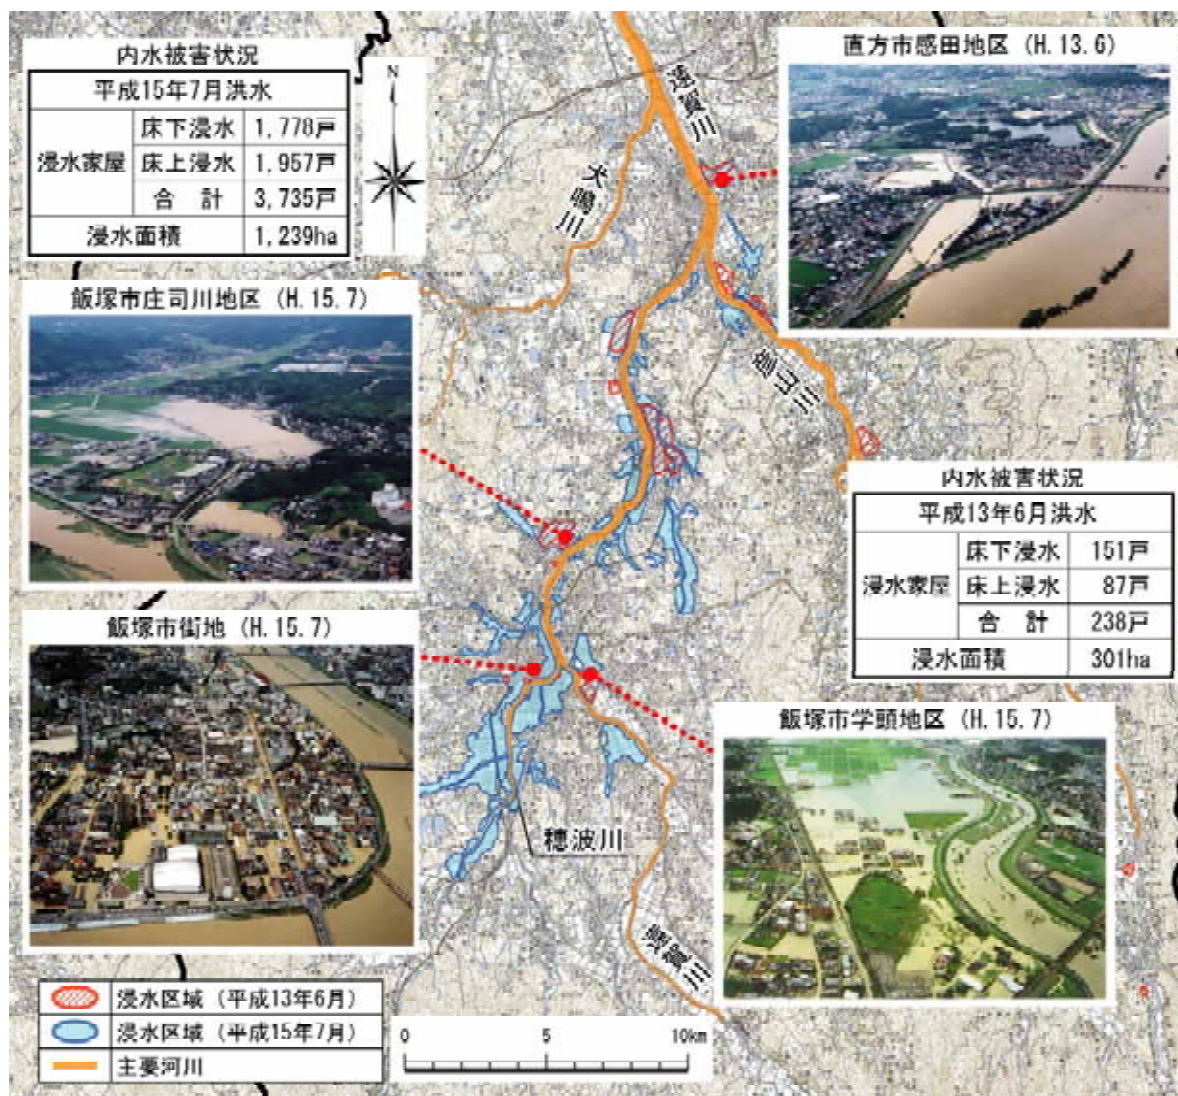 内水被害状況
平成15年7月洪水
浸水家屋 床下浸水 1,778戸
床上浸水 1,957戸
合 計 3,735戸
浸水面積 1,239ha
N
直方市感田地区 (H.13.6)
遠賀川
犬鳴川
彦山川
飯塚市庄司川地区 (H.15.7)
内水被害状況
平成13年6月洪水
浸水家屋 床下浸水 151戸
床上浸水 87戸
合 計 238戸
浸水面積 301ha
飯塚市街地 (H.15.7)
飯塚市学頭地区 (H.15.7)
穂波川
遠賀川
浸水区域 (平成13年6月)
浸水区域 (平成15年7月)
主要河川
0 5 10km